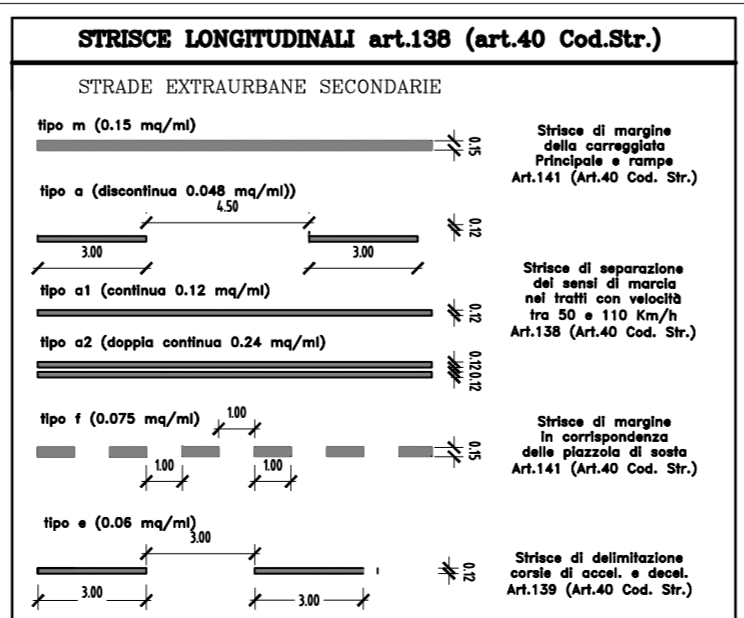 STRISCE LONGITUDINALI art.138 (art.40 Cod.Str.)
STRADE EXTRAURBANE SECONDARIE
tipo m (0.15 mq/ml)
0.15
Strisce di margine
della carreggiata
Principale e rampe
Art.141 (Art.40 Cod. Str.)
tipo a (discontinua 0.048 mq/ml))
4.50
0.12
3.00
3.00
tipo a1 (continua 0.12 mq/ml)
0.12
Strisce di separazione
dei sensi di marcia
nei tratti con velocità
tra 50 e 110 Km/h
Art.138 (Art.40 Cod. Str.)
tipo a2 (doppia continua 0.24 mq/ml)
0.12
0.12
tipo f (0.075 mq/ml)
1.00
0.15
1.00
1.00
Strisce di margine
in corrispondenza
delle piazzola di sosta
Art.141 (Art.40 Cod. Str.)
tipo e (0.06 mq/ml)
3.00
0.12
3.00
3.00
Strisce di delimitazione
corsie di accel. e decel.
Art.139 (Art.40 Cod. Str.)